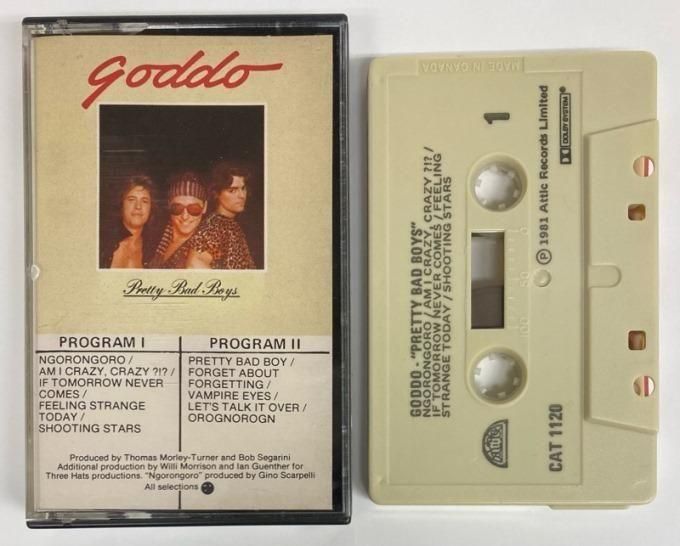 Goddo
Pretty Bad Boys
PROGRAM I
NGORONGORO /
AM I CRAZY, CRAZY ?!? /
IF TOMORROW NEVER
COMES /
FEELING STRANGE
TODAY /
SHOOTING STARS
PROGRAM II
PRETTY BAD BOY /
FORGET ABOUT
FORGETTING /
VAMPIRE EYES /
LET'S TALK IT OVER /
OROGNOROGN
Produced by Thomas Morley-Turner and Bob Segarini
Additional production by Willi Morrison and Ian Guenther for
Three Hats productions. "Ngorongoro" produced by Gino Scarpelli
All selections
MADE IN CANADA
1
GODDO - "PRETTY BAD BOYS"
NGORONGORO / AM I CRAZY, CRAZY ?!? /
IF TOMORROW NEVER COMES / FEELING
STRANGE TODAY / SHOOTING STARS
100 50 0
Ⓟ 1981 Attic Records Limited
DOLBY SYSTEM®
Attic
CAT 1120